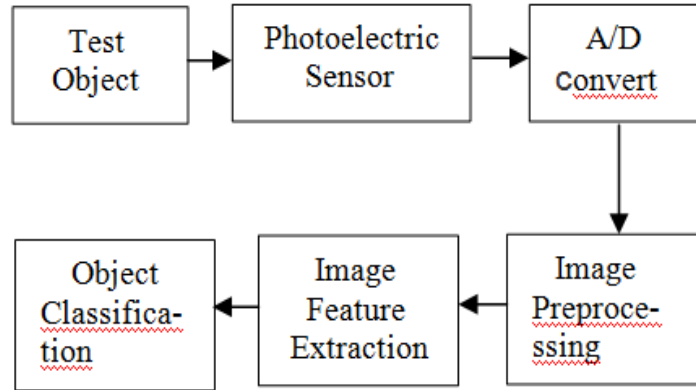 Test
Object
Photoelectric
Sensor
A/D
Convert
Image
Preproce-
ssing
Image
Feature
Extraction
Object
Classifica-
tion